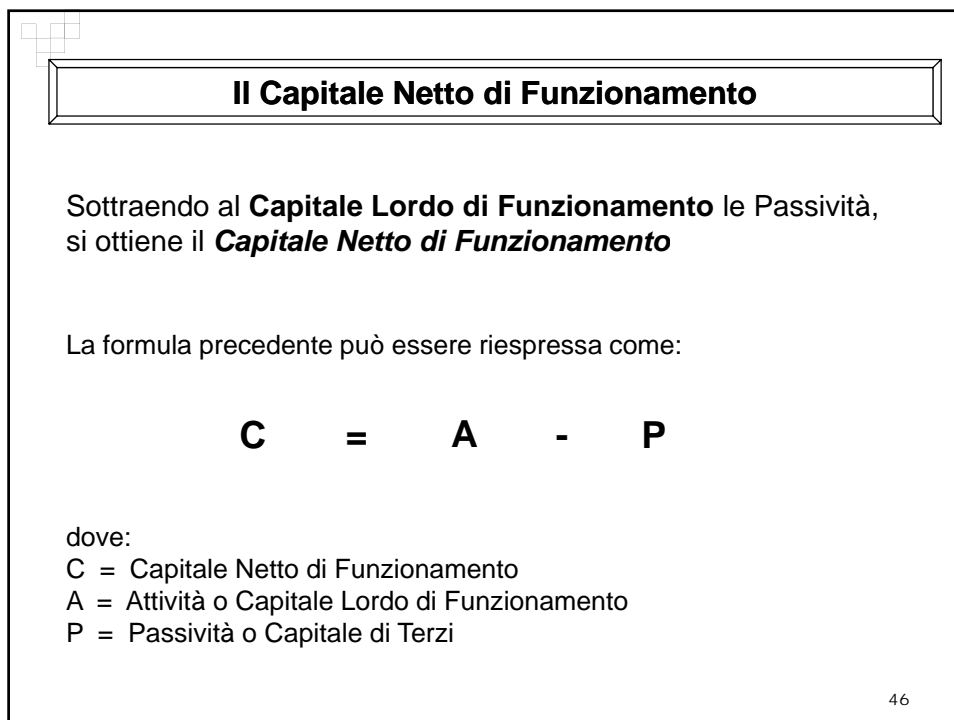 Il Capitale Netto di Funzionamento
Sottraendo al Capitale Lordo di Funzionamento le Passività,
si ottiene il Capitale Netto di Funzionamento
La formula precedente può essere riespressa come:
C = A - P
dove:
C = Capitale Netto di Funzionamento
A = Attività o Capitale Lordo di Funzionamento
P = Passività o Capitale di Terzi
46